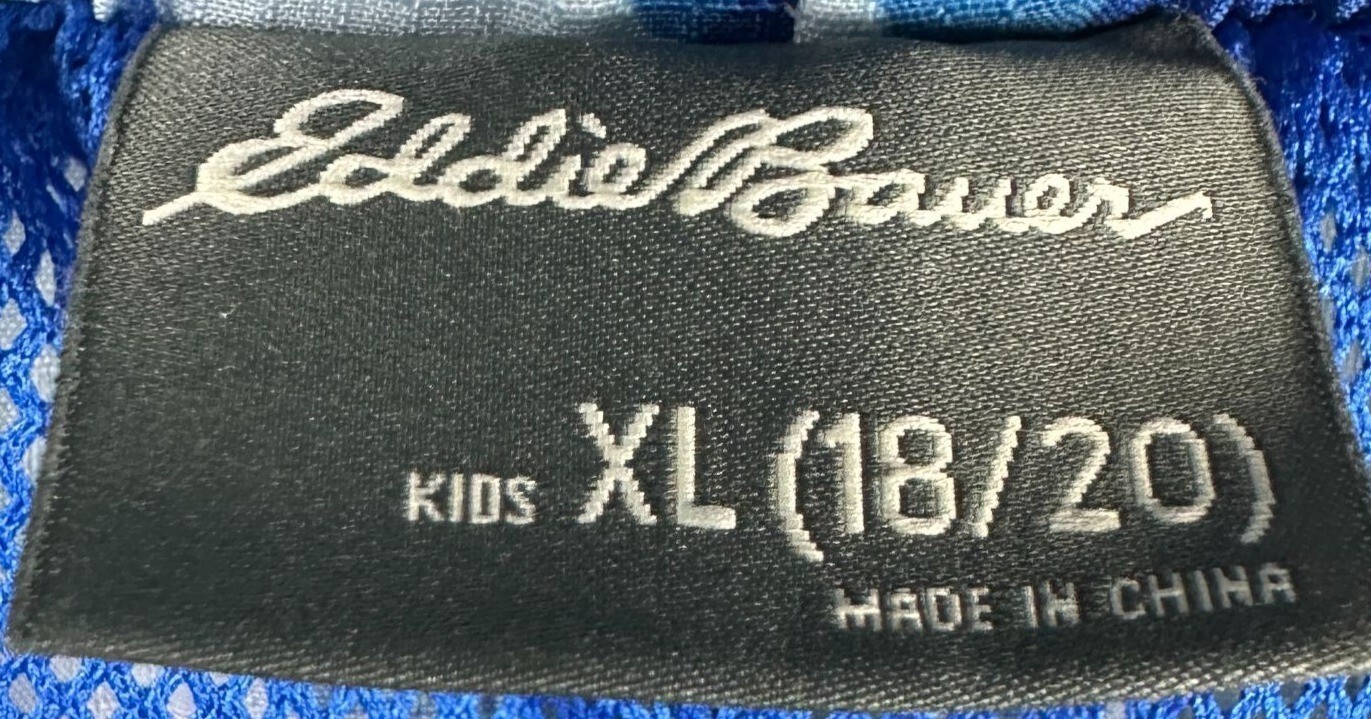 Eddie Bauer
KIDS XL (18/20)
MADE IN CHINA